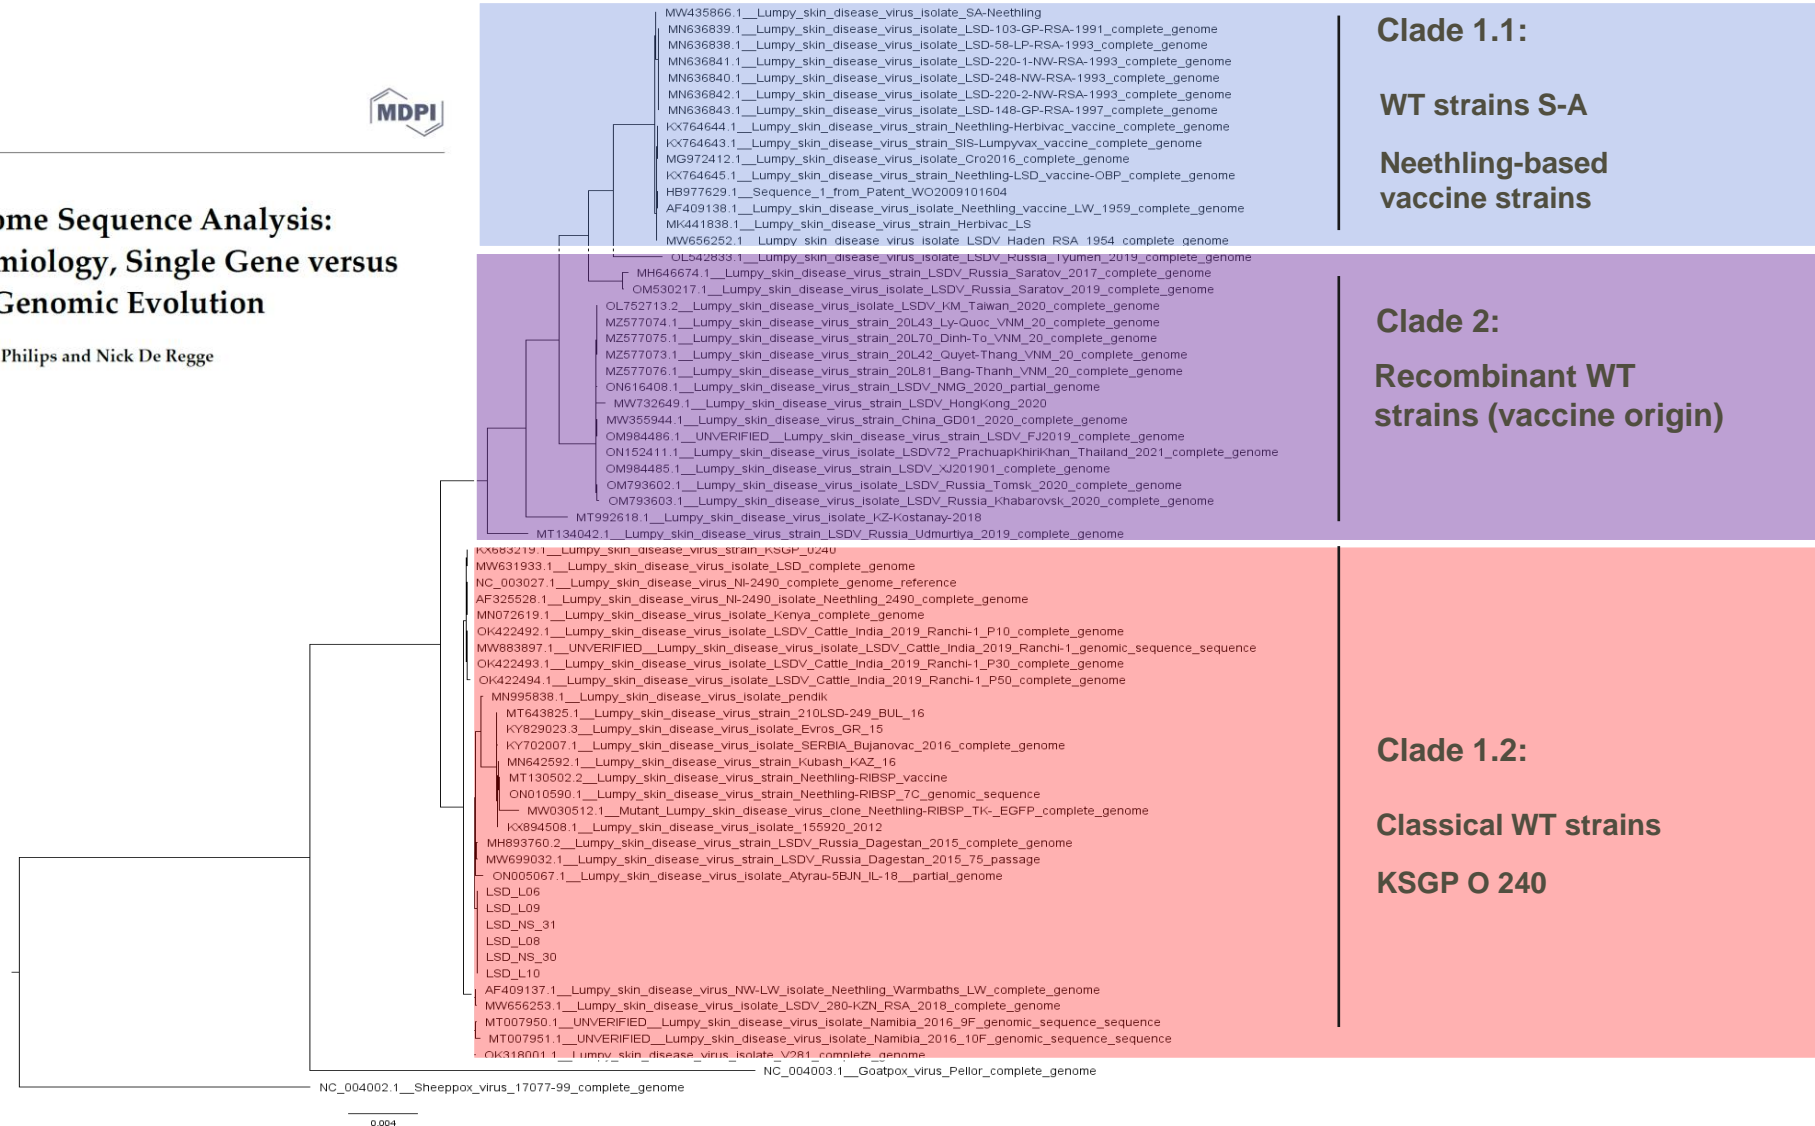 MDPI
ome Sequence Analysis:
miology, Single Gene versus
Genomic Evolution
Philips and Nick De Regge
MW435866.1__Lumpy_skin_disease_virus_isolate_SA-Neethling
MN636839.1__Lumpy_skin_disease_virus_isolate_LSD-103-GP-RSA-1991_complete_genome
MN636838.1__Lumpy_skin_disease_virus_isolate_LSD-58-LP-RSA-1993_complete_genome
MN636841.1__Lumpy_skin_disease_virus_isolate_LSD-220-1-NW-RSA-1993_complete_genome
MN636840.1__Lumpy_skin_disease_virus_isolate_LSD-248-NW-RSA-1993_complete_genome
MN636842.1__Lumpy_skin_disease_virus_isolate_LSD-220-2-NW-RSA-1993_complete_genome
MN636843.1__Lumpy_skin_disease_virus_isolate_LSD-148-GP-RSA-1997_complete_genome
KX764644.1__Lumpy_skin_disease_virus_strain_Neethling-Herbivac_vaccine_complete_genome
KX764643.1__Lumpy_skin_disease_virus_strain_SIS-Lumpyvax_vaccine_complete_genome
MG972412.1__Lumpy_skin_disease_virus_isolate_Cro2016_complete_genome
KX764645.1__Lumpy_skin_disease_virus_strain_Neethling-LSD_vaccine-OBP_complete_genome
HB977629.1__Sequence_1_from_Patent_WO2009101604
AF409138.1__Lumpy_skin_disease_virus_isolate_Neethling_vaccine_LW_1959_complete_genome
MK441838.1__Lumpy_skin_disease_virus_strain_Herbivac_LS
MW656252.1__Lumpy_skin_disease_virus_isolate_LSDV_Haden_RSA_1954_complete_genome
Clade 1.1:
WT strains S-A
Neethling-based
vaccine strains
OL542833.1__Lumpy_skin_disease_virus_isolate_LSDV_Russia_Tyumen_2019_complete_genome
MH646674.1__Lumpy_skin_disease_virus_strain_LSDV_Russia_Saratov_2017_complete_genome
OM530217.1__Lumpy_skin_disease_virus_isolate_LSDV_Russia_Saratov_2019_complete_genome
OL752713.2__Lumpy_skin_disease_virus_isolate_LSDV_KM_Taiwan_2020_complete_genome
MZ577074.1__Lumpy_skin_disease_virus_strain_20L43_Ly-Quoc_VNM_20_complete_genome
MZ577075.1__Lumpy_skin_disease_virus_strain_20L70_Dinh-To_VNM_20_complete_genome
MZ577073.1__Lumpy_skin_disease_virus_strain_20L42_Quyet-Thang_VNM_20_complete_genome
MZ577076.1__Lumpy_skin_disease_virus_strain_20L81_Bang-Thanh_VNM_20_complete_genome
ON616408.1__Lumpy_skin_disease_virus_strain_LSDV_NMG_2020_partial_genome
MW732649.1__Lumpy_skin_disease_virus_strain_LSDV_HongKong_2020
MW355944.1__Lumpy_skin_disease_virus_strain_China_GD01_2020_complete_genome
OM984486.1__UNVERIFIED__Lumpy_skin_disease_virus_strain_LSDV_FJ2019_complete_genome
ON152411.1__Lumpy_skin_disease_virus_isolate_LSDV72_PrachuapKhiriKhan_Thailand_2021_complete_genome
OM984485.1__Lumpy_skin_disease_virus_strain_LSDV_XJ201901_complete_genome
OM793602.1__Lumpy_skin_disease_virus_isolate_LSDV_Russia_Tomsk_2020_complete_genome
OM793603.1__Lumpy_skin_disease_virus_isolate_LSDV_Russia_Khabarovsk_2020_complete_genome
MT992618.1__Lumpy_skin_disease_virus_isolate_KZ-Kostanay-2018
MT134042.1__Lumpy_skin_disease_virus_strain_LSDV_Russia_Udmurtiya_2019_complete_genome
Clade 2:
Recombinant WT
strains (vaccine origin)
KX683219.1__Lumpy_skin_disease_virus_strain_KSGP_0240
MW631933.1__Lumpy_skin_disease_virus_isolate_LSD_complete_genome
NC_003027.1__Lumpy_skin_disease_virus_NI-2490_complete_genome_reference
AF325528.1__Lumpy_skin_disease_virus_NI-2490_isolate_Neethling_2490_complete_genome
MN072619.1__Lumpy_skin_disease_virus_isolate_Kenya_complete_genome
OK422492.1__Lumpy_skin_disease_virus_isolate_LSDV_Cattle_India_2019_Ranchi-1_P10_complete_genome
MW883897.1__UNVERIFIED__Lumpy_skin_disease_virus_isolate_LSDV_Cattle_India_2019_Ranchi-1_genomic_sequence_sequence
OK422493.1__Lumpy_skin_disease_virus_isolate_LSDV_Cattle_India_2019_Ranchi-1_P30_complete_genome
OK422494.1__Lumpy_skin_disease_virus_isolate_LSDV_Cattle_India_2019_Ranchi-1_P50_complete_genome
MN995838.1__Lumpy_skin_disease_virus_isolate_pendik
MT643825.1__Lumpy_skin_disease_virus_strain_210LSD-249_BUL_16
KY829023.3__Lumpy_skin_disease_virus_isolate_Evros_GR_15
KY702007.1__Lumpy_skin_disease_virus_isolate_SERBIA_Bujanovac_2016_complete_genome
MN642592.1__Lumpy_skin_disease_virus_strain_Kubash_KAZ_16
MT130502.2__Lumpy_skin_disease_virus_strain_Neethling-RIBSP_vaccine
ON010590.1__Lumpy_skin_disease_virus_strain_Neethling-RIBSP_7C_genomic_sequence
MW030512.1__Mutant_Lumpy_skin_disease_virus_clone_Neethling-RIBSP_TK-_EGFP_complete_genome
KX894508.1__Lumpy_skin_disease_virus_isolate_155920_2012
MH893760.2__Lumpy_skin_disease_virus_strain_LSDV_Russia_Dagestan_2015_complete_genome
MW699032.1__Lumpy_skin_disease_virus_strain_LSDV_Russia_Dagestan_2015_75_passage
ON005067.1__Lumpy_skin_disease_virus_isolate_Atyrau-5BJN_IL-18__partial_genome
LSD_L06
LSD_L09
LSD_NS_31
LSD_L08
LSD_NS_30
LSD_L10
AF409137.1__Lumpy_skin_disease_virus_NW-LW_isolate_Neethling_Warmbaths_LW_complete_genome
MW656253.1__Lumpy_skin_disease_virus_isolate_LSDV_280-KZN_RSA_2018_complete_genome
MT007950.1__UNVERIFIED__Lumpy_skin_disease_virus_isolate_Namibia_2016_9F_genomic_sequence_sequence
MT007951.1__UNVERIFIED__Lumpy_skin_disease_virus_isolate_Namibia_2016_10F_genomic_sequence_sequence
OK318001.1__Lumpy_skin_disease_virus_isolate_V281_complete_genome
Clade 1.2:
Classical WT strains
KSGP O 240
NC_004003.1__Goatpox_virus_Pellor_complete_genome
NC_004002.1__Sheeppox_virus_17077-99_complete_genome
0.004